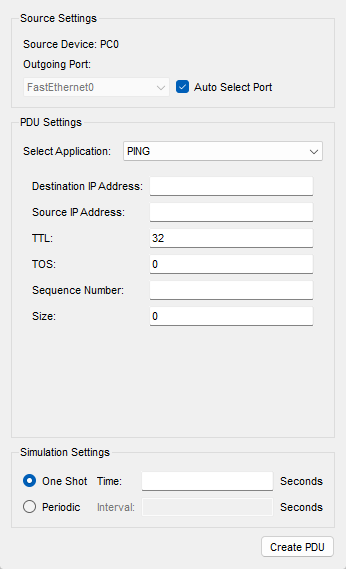 Source Settings
Source Device: PC0
Outgoing Port:
FastEthernet0 Auto Select Port
PDU Settings
Select Application: PING
Destination IP Address:
Source IP Address:
TTL: 32
TOS: 0
Sequence Number:
Size: 0
Simulation Settings
One Shot Time: Seconds
Periodic Interval: Seconds
Create PDU